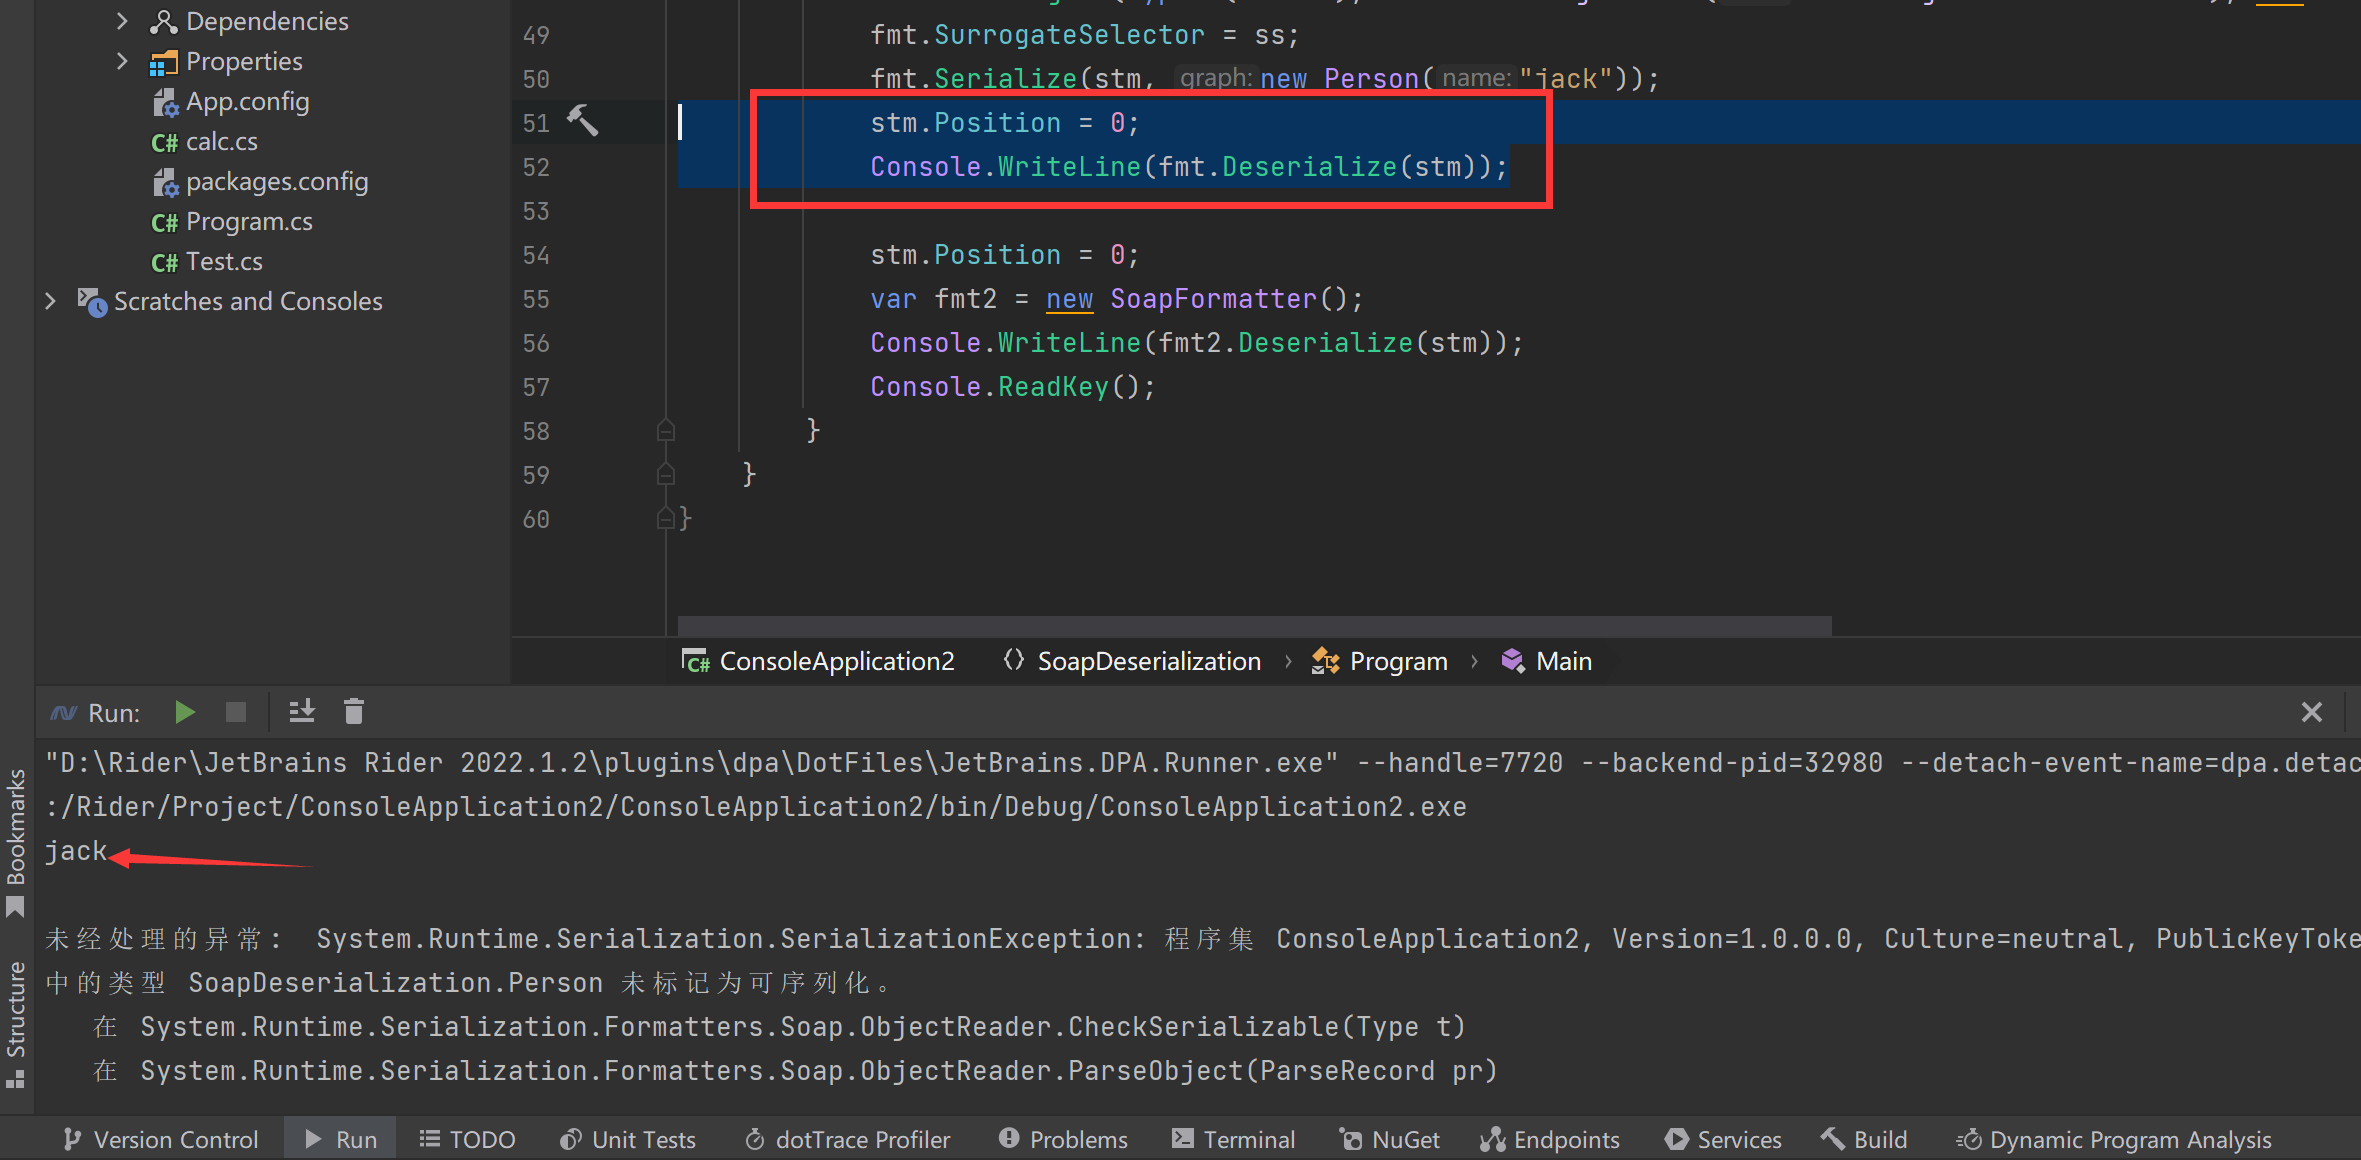 Dependencies
Properties
App.config
calc.cs
packages.config
Program.cs
Test.cs
Scratches and Consoles
49 fmt.SurrogateSelector = ss;
50 fmt.Serialize(stm, graph: new Person( name: "jack"));
51 stm.Position = 0;
52 Console.WriteLine(fmt.Deserialize(stm));
53
54 stm.Position = 0;
55 var fmt2 = new SoapFormatter();
56 Console.WriteLine(fmt2.Deserialize(stm));
57 Console.ReadKey();
58 }
59 }
60 }
ConsoleApplication2 SoapDeserialization › Program › Main
Run:
"D:\Rider\JetBrains Rider 2022.1.2\plugins\dpa\DotFiles\JetBrains.DPA.Runner.exe" --handle=7720 --backend-pid=32980 --detach-event-name=dpa.detac
:/Rider/Project/ConsoleApplication2/ConsoleApplication2/bin/Debug/ConsoleApplication2.exe
jack
未经处理的异常: System.Runtime.Serialization.SerializationException: 程序集 ConsoleApplication2, Version=1.0.0.0, Culture=neutral, PublicKeyToke
中的类型 SoapDeserialization.Person 未标记为可序列化。
在 System.Runtime.Serialization.Formatters.Soap.ObjectReader.CheckSerializable(Type t)
在 System.Runtime.Serialization.Formatters.Soap.ObjectReader.ParseObject(ParseRecord pr)
Bookmarks
Structure
Version Control Run TODO Unit Tests dotTrace Profiler Problems Terminal NuGet Endpoints Services Build Dynamic Program Analysis